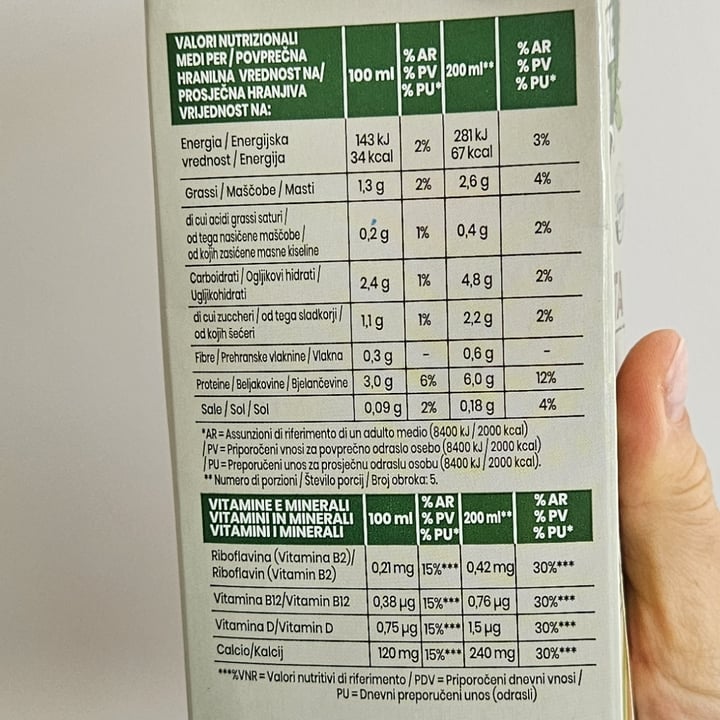 VALORI NUTRIZIONALI
MEDI PER / POVPREČNA
HRANILNA VREDNOST NA/
PROSJEČNA HRANJIVA
VRIJEDNOST NA:
100 ml
% AR
% PV
% PU*
200 ml**
% AR
% PV
% PU*
Energia / Energijska
vrednost / Energija
143 kJ
34 kcal
2%
281 kJ
67 kcal
3%
Grassi / Maščobe / Masti 1,3 g 2% 2,6 g 4%
di cui acidi grassi saturi /
od tega nasičene maščobe /
od kojih zasićene masne kiseline
0,2 g 1% 0,4 g 2%
Carboidrati / Ogljikovi hidrati /
Ugljikohidrati
2,4 g 1% 4,8 g 2%
di cui zuccheri / od tega sladkorji /
od kojih šećeri
1,1 g 1% 2,2 g 2%
Fibre / Prehranske vlaknine / Vlakna 0,3 g - 0,6 g -
Proteine / Beljakovine / Bjelančevine 3,0 g 6% 6,0 g 12%
Sale / Sol / Sol 0,09 g 2% 0,18 g 4%
*AR = Assunzioni di riferimento di un adulto medio (8400 kJ / 2000 kcal)
/ PV = Priporočeni vnosi za povprečno odraslo osebo (8400 kJ / 2000 kcal)
/ PU = Preporučeni unos za prosječnu odraslu osobu (8400 kJ / 2000 kcal).
** Numero di porzioni / Število porcij / Broj obroka: 5.
VITAMINE E MINERALI
VITAMINI IN MINERALI
VITAMINI I MINERALI
100 ml
% AR
% PV
% PU*
200 ml**
% AR
% PV
% PU*
Riboflavina (Vitamina B2)/
Riboflavin (Vitamin B2)
0,21 mg 15%*** 0,42 mg 30%***
Vitamina B12/Vitamin B12 0,38 µg 15%*** 0,76 µg 30%***
Vitamina D/Vitamin D 0,75 µg 15%*** 1,5 µg 30%***
Calcio/Kalcij 120 mg 15%*** 240 mg 30%***
***%VNR = Valori nutritivi di riferimento / PDV = Priporočeni dnevni vnosi /
PU = Dnevni preporučeni unos (odrasli)